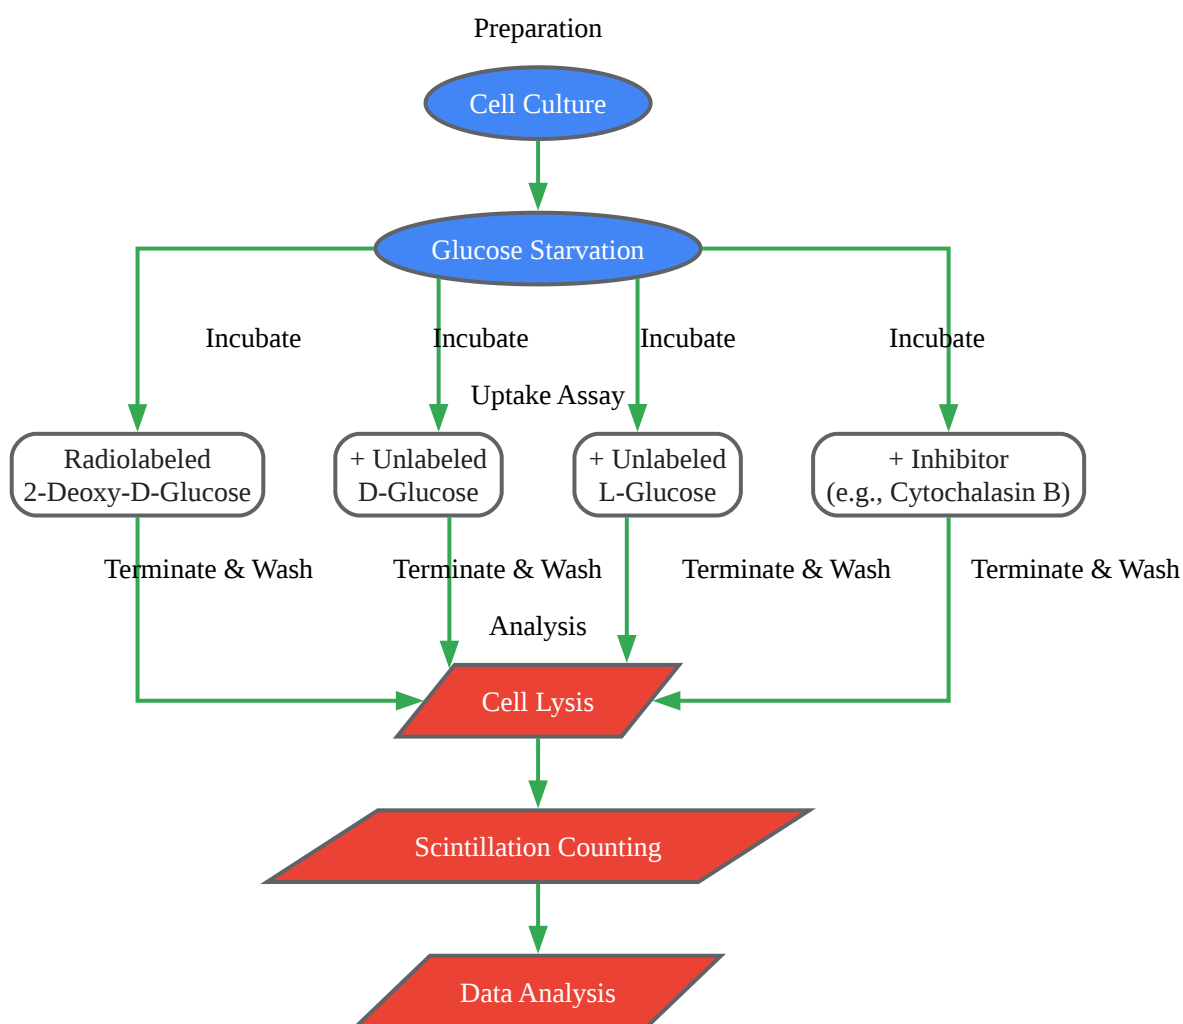 Preparation
Cell Culture
Glucose Starvation
Incubate
Incubate
Incubate
Incubate
Uptake Assay
Radiolabeled
2-Deoxy-D-Glucose
+ Unlabeled
D-Glucose
+ Unlabeled
L-Glucose
+ Inhibitor
(e.g., Cytochalasin B)
Terminate & Wash
Terminate & Wash
Terminate & Wash
Terminate & Wash
Analysis
Cell Lysis
Scintillation Counting
Data Analysis